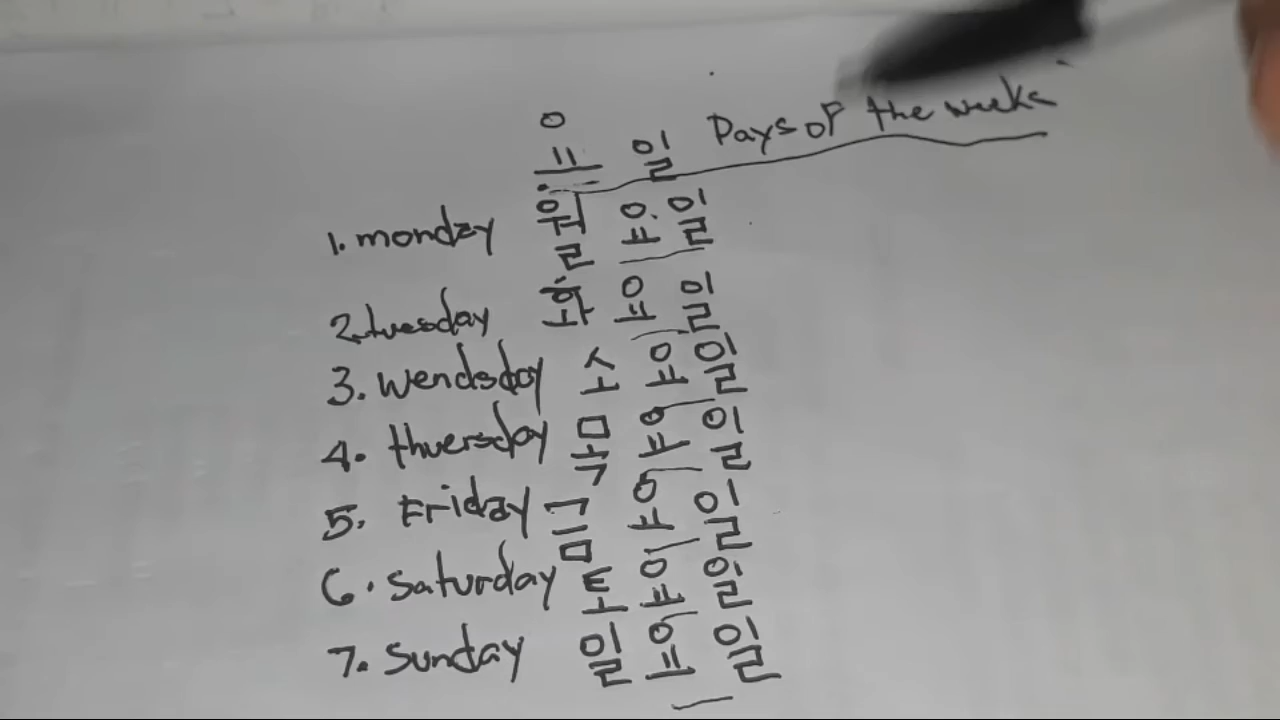 요일 Days of the weeks
1. monday 월요일
2. tuesday 화요일
3. wendsday 소요일
4. thuersday 목요일
5. Friday 금요일
6. Saturday 토요일
7. Sunday 일요일